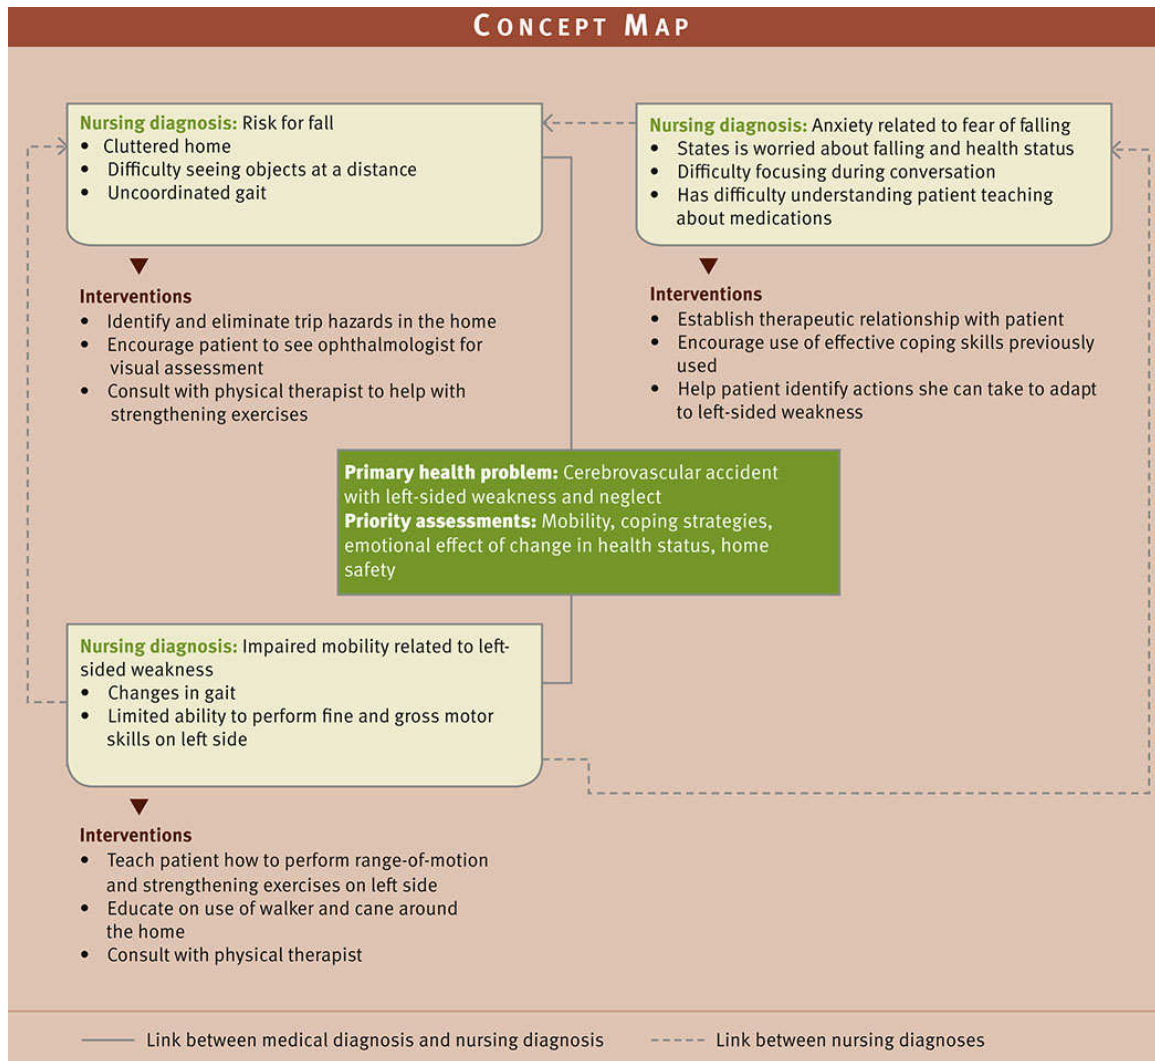 CONCEPT MAP
Nursing diagnosis: Risk for fall
• Cluttered home
• Difficulty seeing objects at a distance
• Uncoordinated gait
Interventions
• Identify and eliminate trip hazards in the home
• Encourage patient to see ophthalmologist for
visual assessment
• Consult with physical therapist to help with
strengthening exercises
Nursing diagnosis: Anxiety related to fear of falling
• States is worried about falling and health status
• Difficulty focusing during conversation
• Has difficulty understanding patient teaching
about medications
Interventions
• Establish therapeutic relationship with patient
• Encourage use of effective coping skills previously
used
• Help patient identify actions she can take to adapt
to left-sided weakness
Primary health problem: Cerebrovascular accident
with left-sided weakness and neglect
Priority assessments: Mobility, coping strategies,
emotional effect of change in health status, home
safety
Nursing diagnosis: Impaired mobility related to left-
sided weakness
• Changes in gait
• Limited ability to perform fine and gross motor
skills on left side
Interventions
• Teach patient how to perform range-of-motion
and strengthening exercises on left side
• Educate on use of walker and cane around
the home
• Consult with physical therapist
Link between medical diagnosis and nursing diagnosis
Link between nursing diagnoses